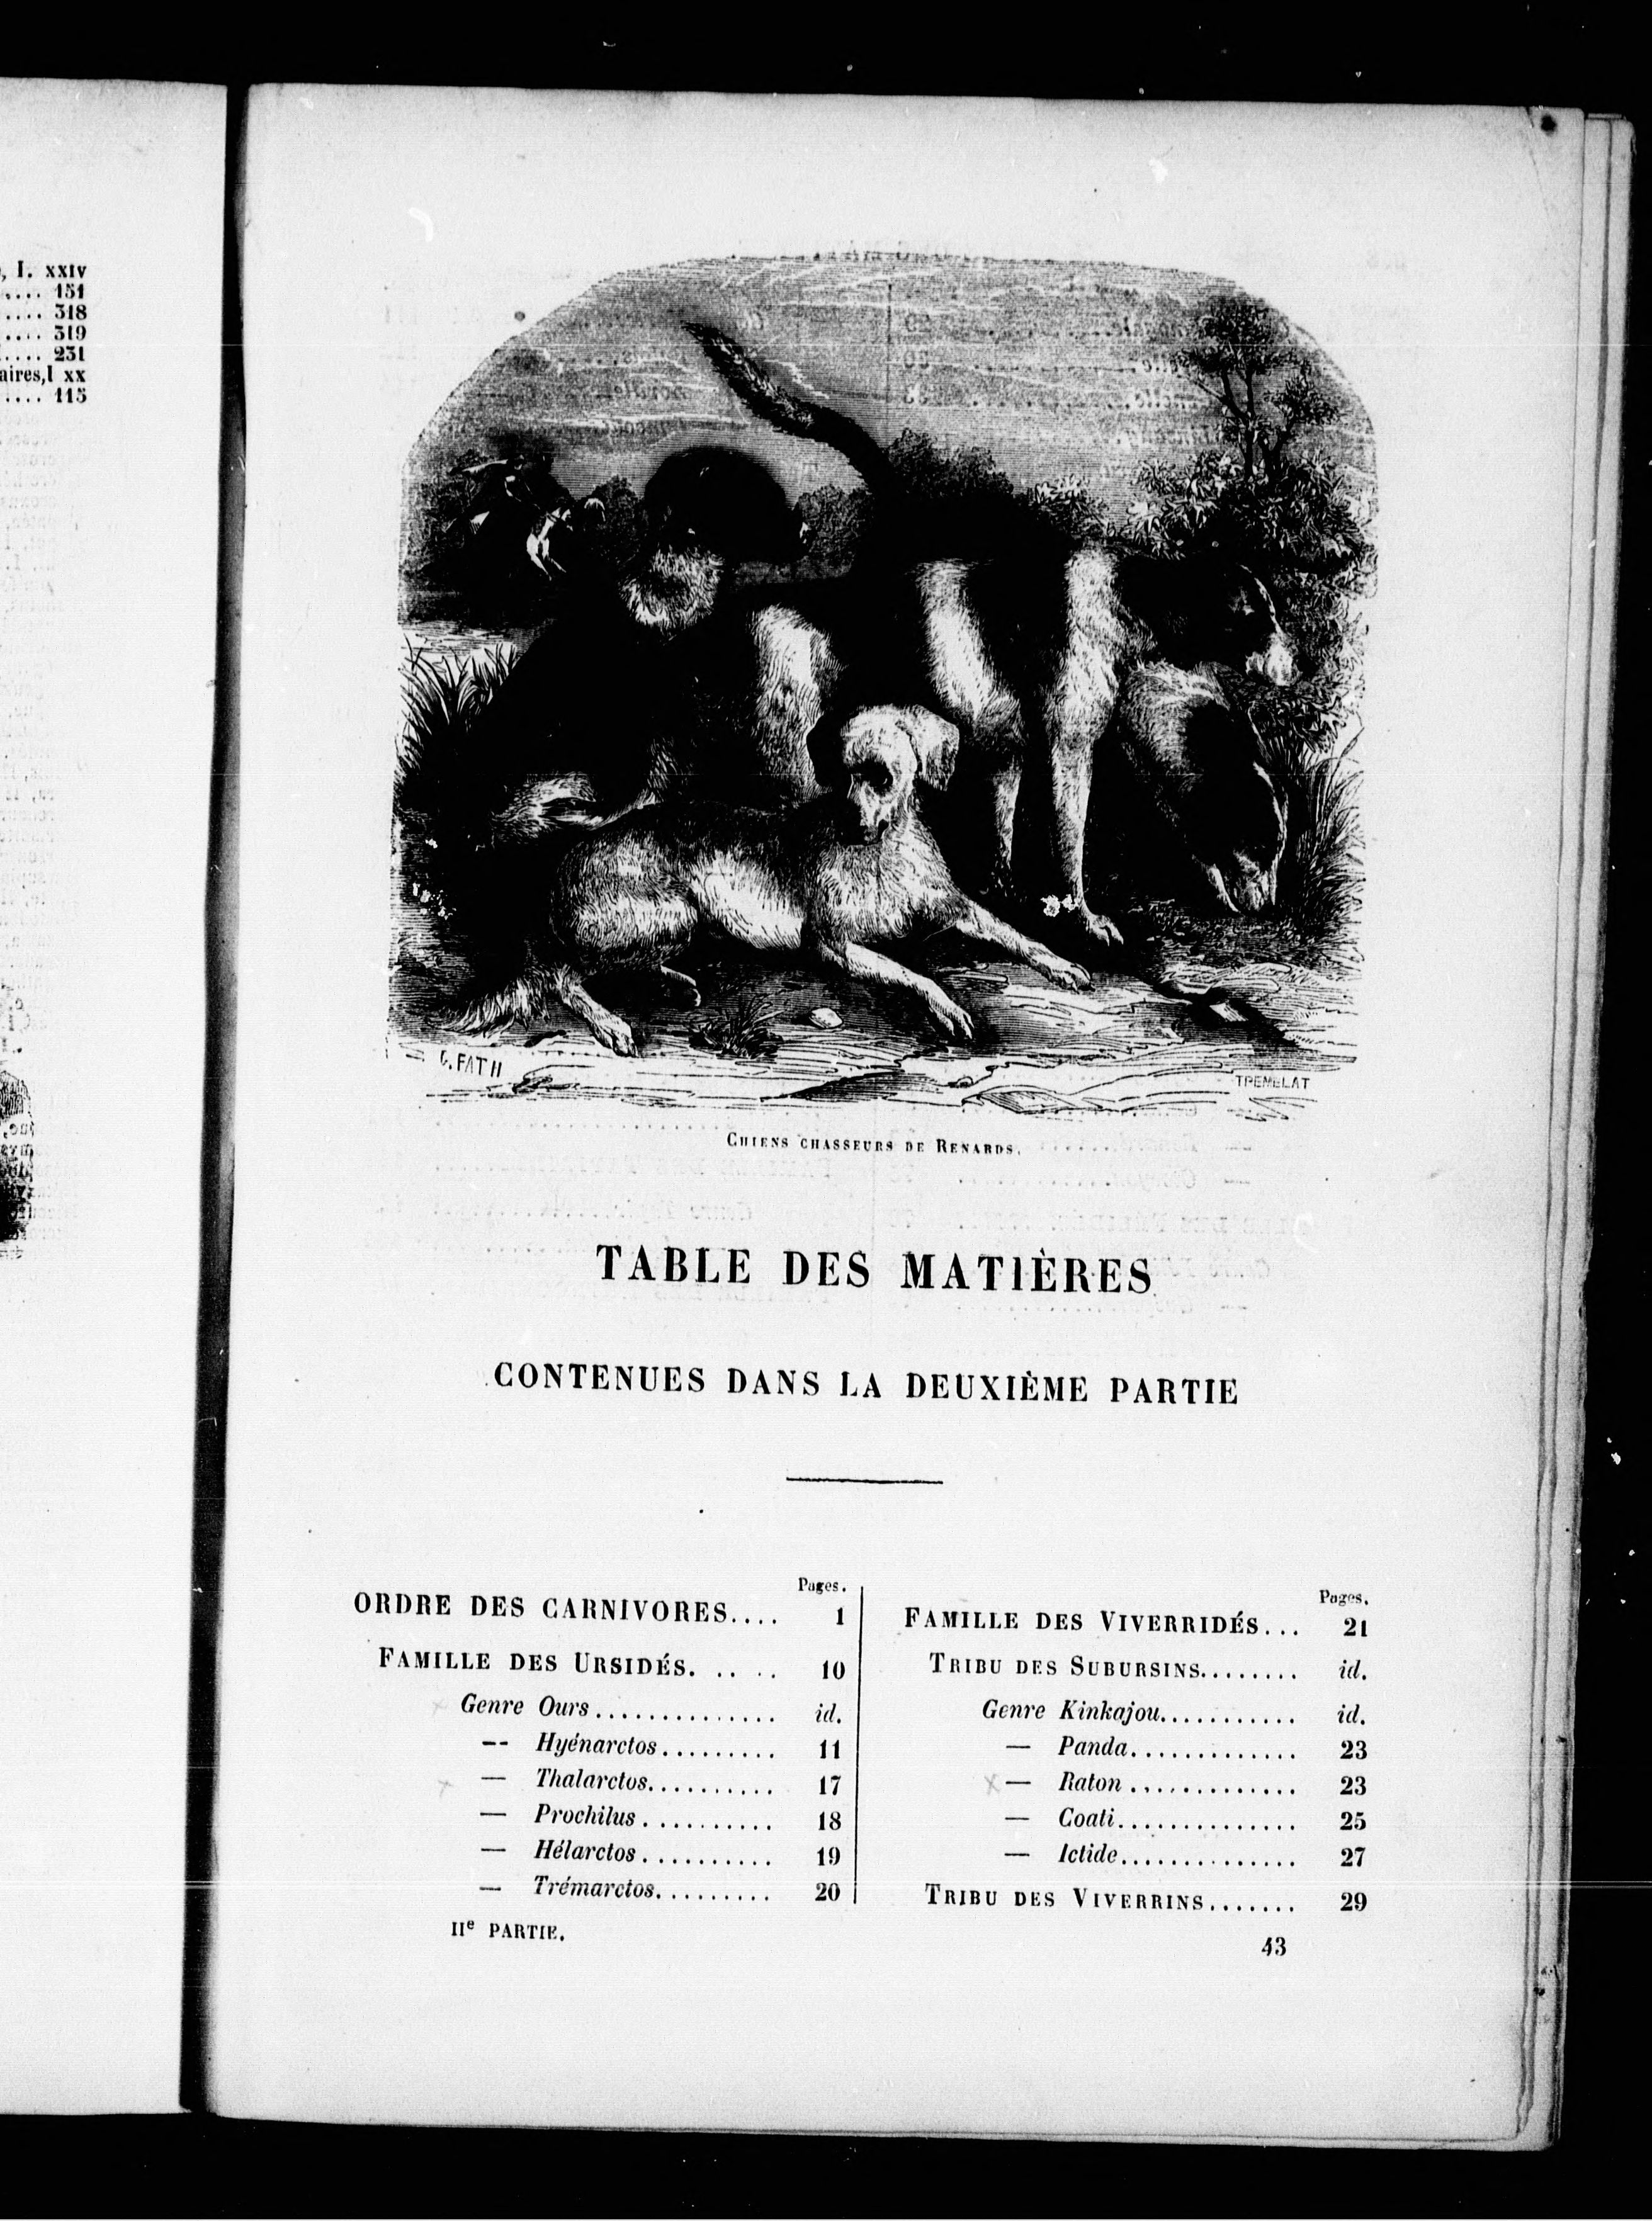 , I. xxiv
.... 151
.... 318
.... 319
.... 231
aires, I xx
.... 115
G. FATH
TREMELAT
CHIENS CHASSEURS DE RENARDS.
TABLE DES MATIÈRES
CONTENUES DANS LA DEUXIÈME PARTIE
Pages.
ORDRE DES CARNIVORES.... 1
FAMILLE DES URSIDÉS. .. .. 10
Genre Ours .............. id.
-- Hyénarctos ......... 11
— Thalarctos.......... 17
— Prochilus .......... 18
— Hélarctos .......... 19
— Trémarctos......... 20
IIe PARTIE.
Pages.
FAMILLE DES VIVERRIDÉS... 21
TRIBU DES SUBURSINS........ id.
Genre Kinkajou........... id.
— Panda............. 23
— Raton ............. 23
— Coati.............. 25
— Ictide.............. 27
TRIBU DES VIVERRINS....... 29
43